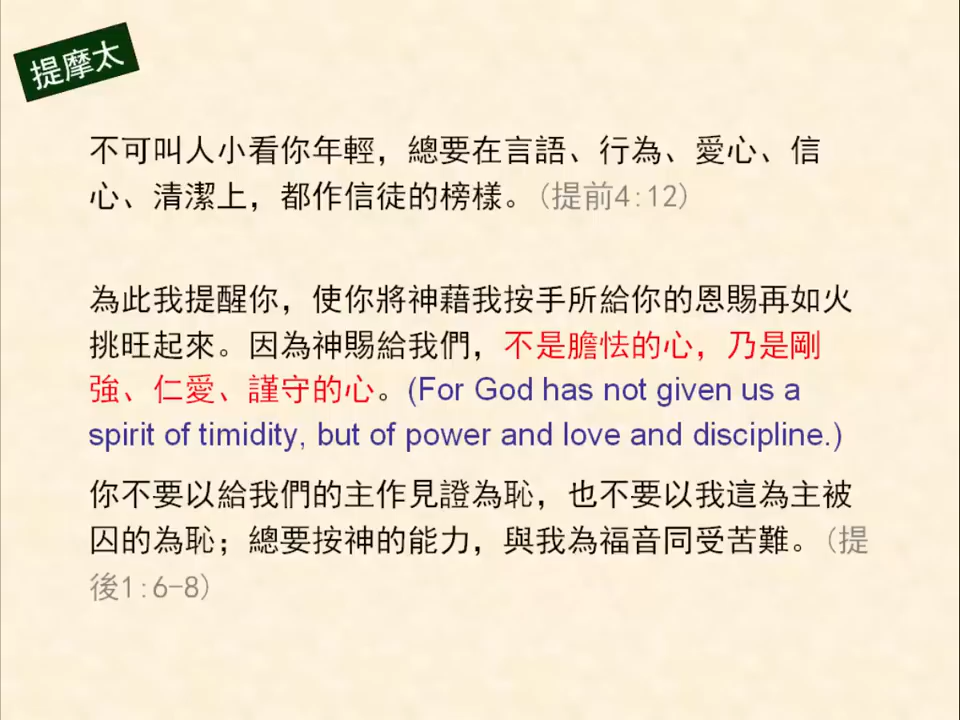 提摩太
不可叫人小看你年輕，總要在言語、行為、愛心、信
心、清潔上，都作信徒的榜樣。(提前4:12)
為此我提醒你，使你將神藉我按手所給你的恩賜再如火
挑旺起來。因為神賜給我們，不是膽怯的心，乃是剛
強、仁愛、謹守的心。(For God has not given us a
spirit of timidity, but of power and love and discipline.)
你不要以給我們的主作見證為恥，也不要以我這為主被
囚的為恥；總要按神的能力，與我為福音同受苦難。(提
後1:6-8)